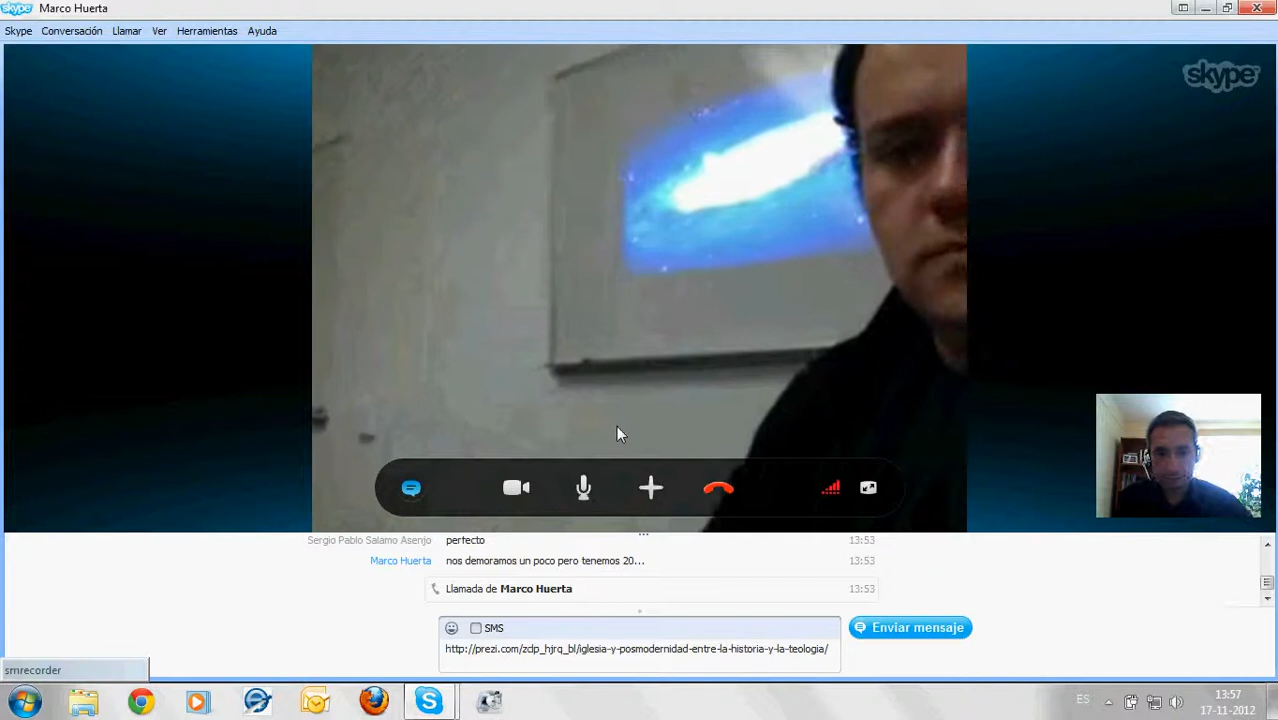 Marco Huerta
Skype Conversación Llamar Ver Herramientas Ayuda
skype
Sergio Pablo Salamo Asenjo perfecto 13:53
Marco Huerta nos demoramos un poco pero tenemos 20... 13:53
Llamada de Marco Huerta 13:53
SMS
Enviar mensaje
http://prezi.com/zclp_hjrq_bl/iglesia-y-posmodernidad-entre-la-historia-y-la-teologia/
smrecorder
ES
13:57
17-11-2012